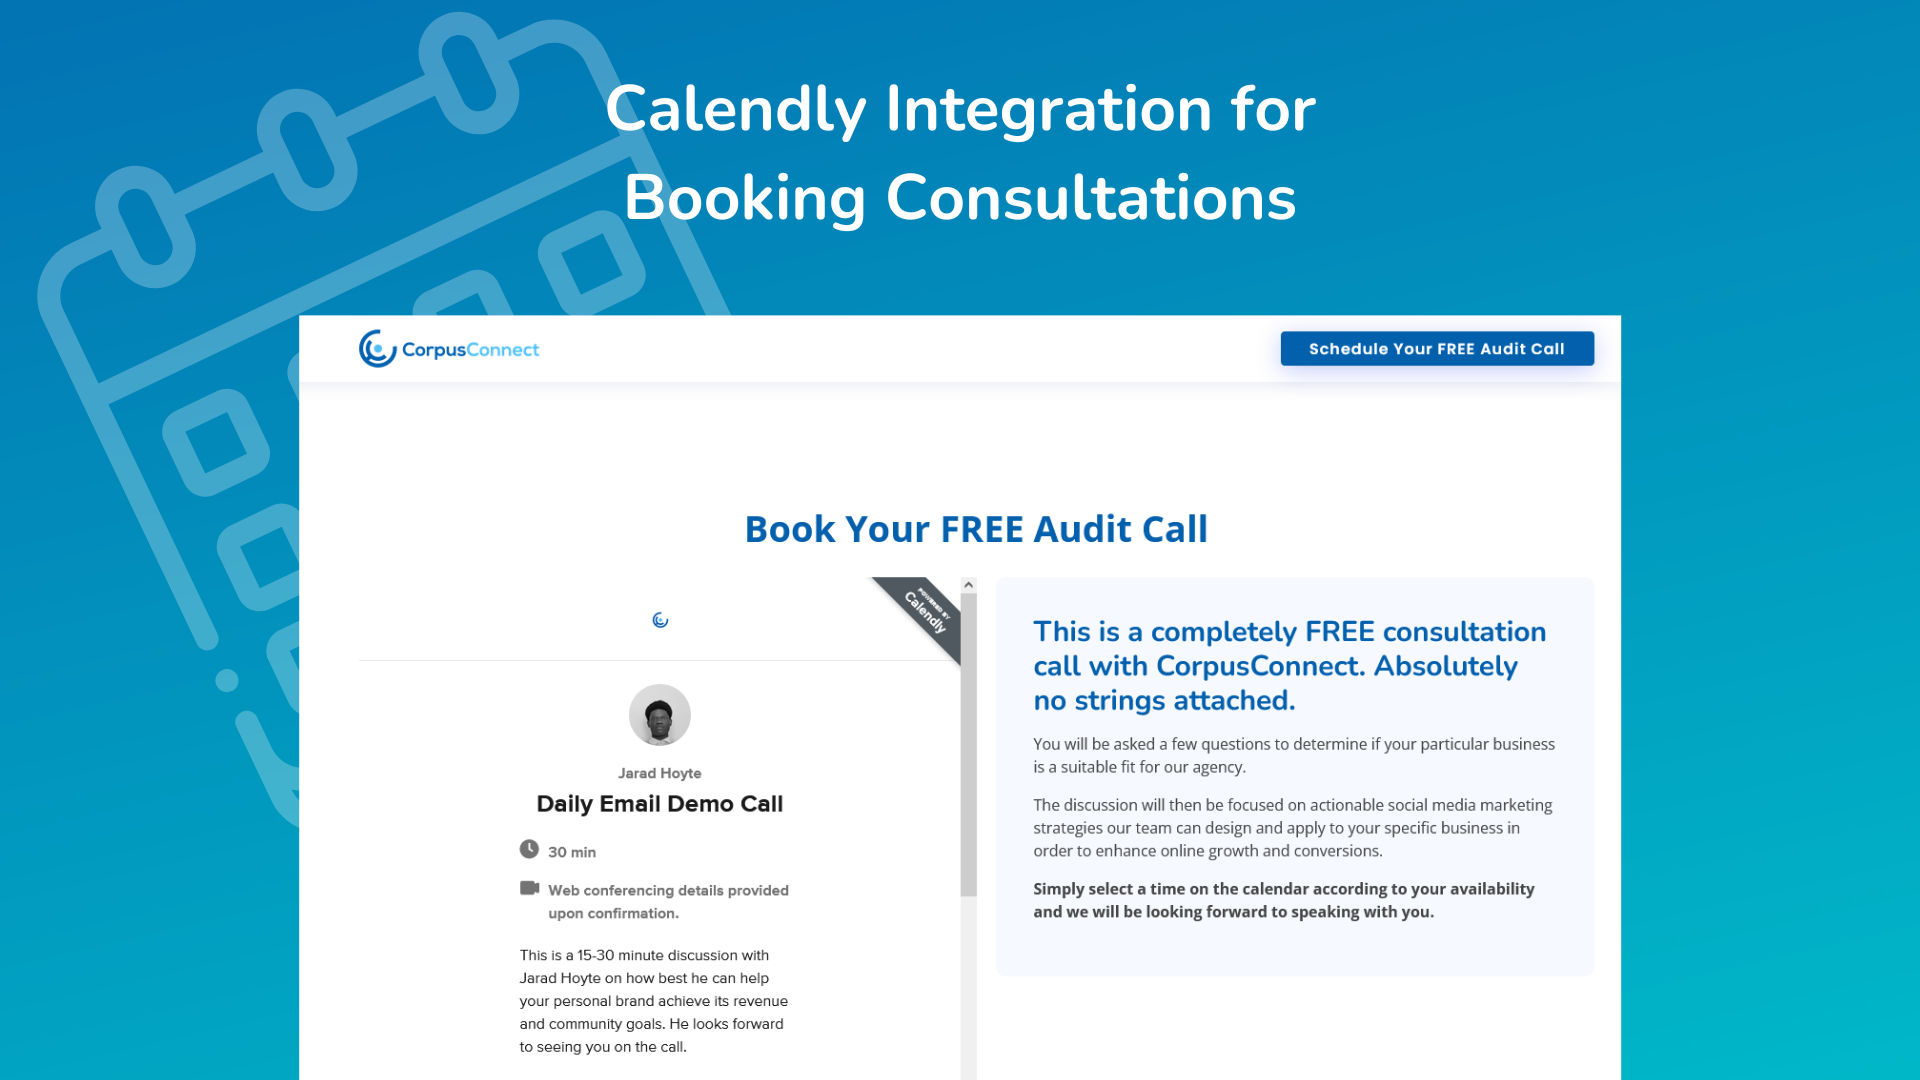 Calendly Integration for
Booking Consultations
CorpusConnect
Schedule Your FREE Audit Call
Book Your FREE Audit Call
POWERED BY
Calendly
Jarad Hoyte
Daily Email Demo Call
30 min
Web conferencing details provided
upon confirmation.
This is a 15-30 minute discussion with
Jarad Hoyte on how best he can help
your personal brand achieve its revenue
and community goals. He looks forward
to seeing you on the call.
This is a completely FREE consultation
call with CorpusConnect. Absolutely
no strings attached.
You will be asked a few questions to determine if your particular business
is a suitable fit for our agency.
The discussion will then be focused on actionable social media marketing
strategies our team can design and apply to your specific business in
order to enhance online growth and conversions.
Simply select a time on the calendar according to your availability
and we will be looking forward to speaking with you.